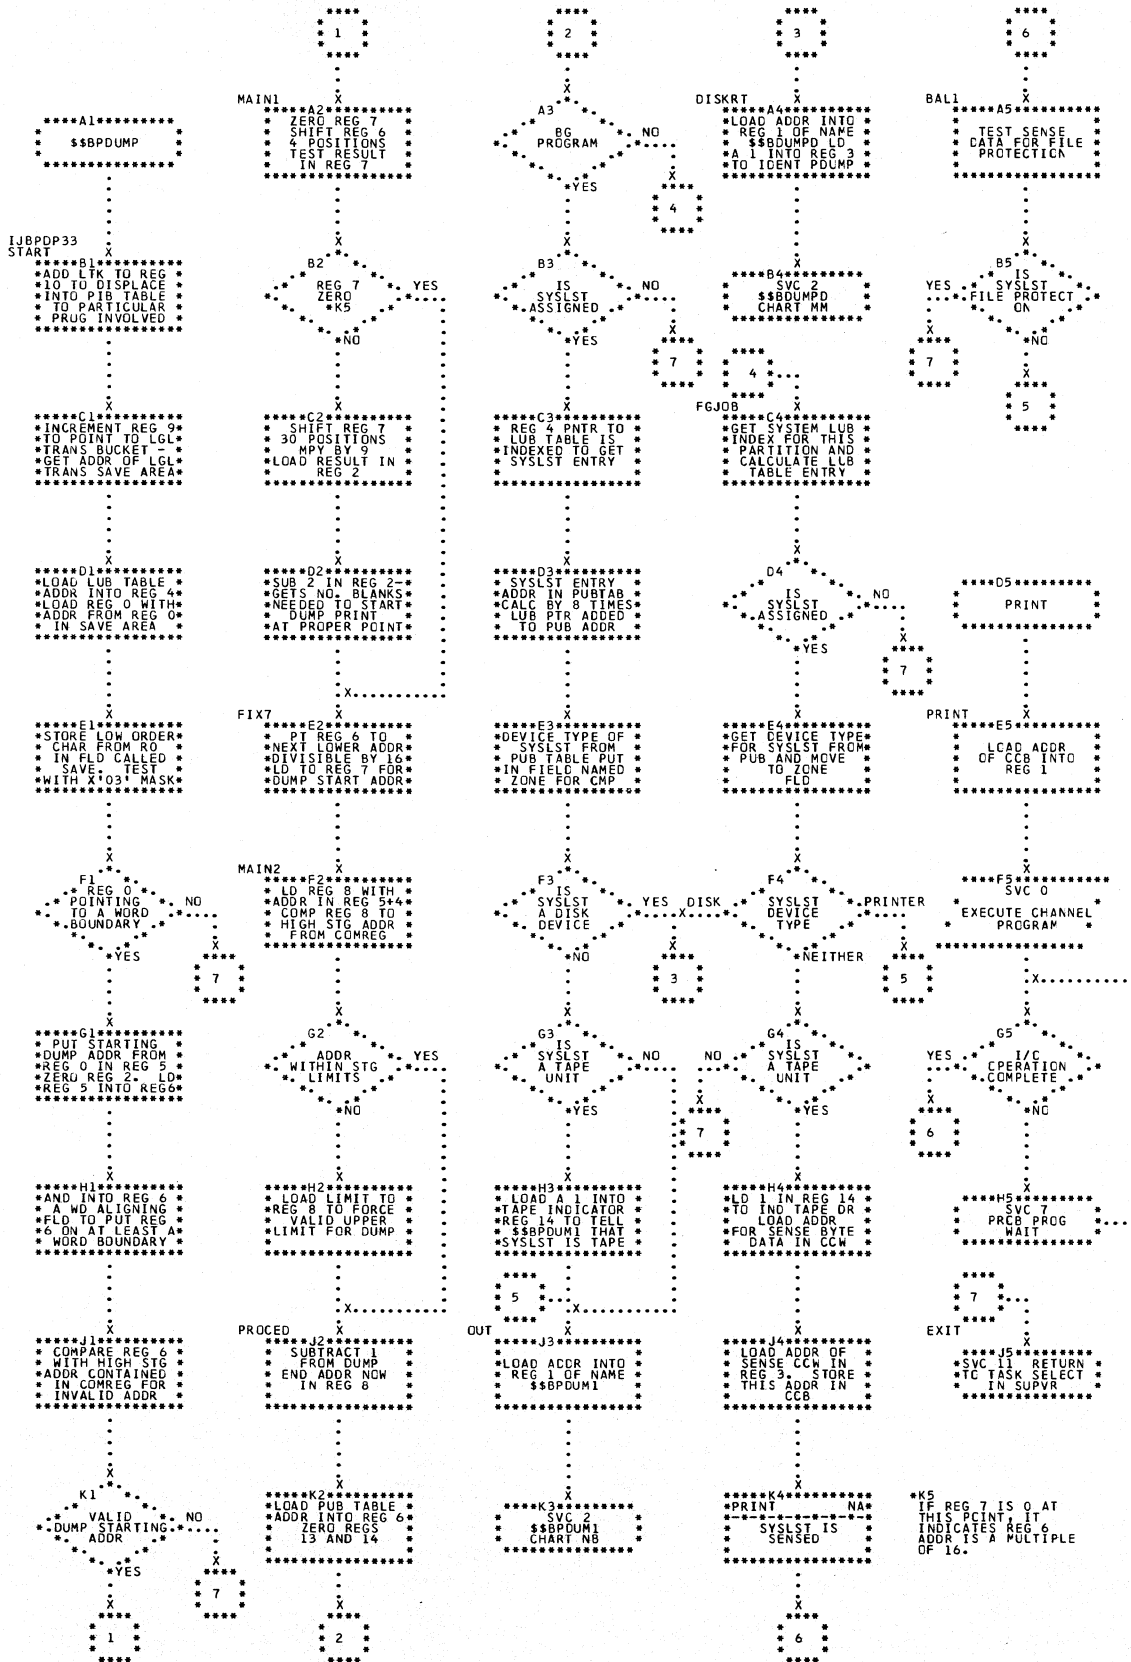 1
2
3
6
A1
$$BPDUMP
MAIN1
A2
ZERO REG 7
SHIFT REG 6
4 POSITIONS
TEST RESULT
IN REG 7
A3
BG
PROGRAM
NO
YES
4
DISKRT
A4
LOAD ADDR INTO
REG 1 OF NAME
$$BDUMPD LD
A 1 INTO REG 3
TO IDENT PDUMP
BAL1
A5
TEST SENSE
DATA FOR FILE
PROTECTION
IJBPDP33
START
B1
ADD LTK TO REG
10 TO DISPLACE
INTO PIB TABLE
TO PARTICULAR
PRUG INVOLVED
B2
REG 7
ZERO
*K5
YES
NO
B3
IS
SYSLST
ASSIGNED
NO
YES
7
B4
SVC 2
$$BDUMPD
CHART MM
B5
IS
SYSLST
FILE PROTECT
ON
YES
NO
7
5
C1
INCREMENT REG 9
TO POINT TO LGL
TRANS BUCKET -
GET ADDR OF LGL
TRANS SAVE AREA
C2
SHIFT REG 7
30 POSITIONS
MPY BY 9
LOAD RESULT IN
REG 2
C3
REG 4 PNTR TO
LUB TABLE IS
INDEXED TO GET
SYSLST ENTRY
4
FGJOB
C4
GET SYSTEM LUB
INDEX FOR THIS
PARTITION AND
CALCULATE LUB
TABLE ENTRY
D1
LOAD LUB TABLE
ADDR INTO REG 4
LOAD REG 0 WITH
ADDR FROM REG 0
IN SAVE AREA
D2
SUB 2 IN REG 2-
GETS NO. BLANKS
NEEDED TO START
DUMP PRINT
AT PROPER POINT
D3
SYSLST ENTRY
ADDR IN PUBTAB
CALC BY 8 TIMES
LUB PTR ADDED
TO PUB ADDR
D4
IS
SYSLST
ASSIGNED
NO
YES
7
D5
PRINT
E1
STORE LOW ORDER
CHAR FROM R0
IN FLD CALLED
SAVE. TEST
WITH X'03' MASK
FIX7
E2
PT REG 6 TO
NEXT LOWER ADDR
DIVISIBLE BY 16
LD TO REG 7 FOR
DUMP START ADDR
E3
DEVICE TYPE OF
SYSLST FROM
PUB TABLE PUT
IN FIELD NAMED
ZONE FOR CMP
E4
GET DEVICE TYPE
FOR SYSLST FROM
PUB AND MOVE
TO ZONE
FLD
PRINT
E5
LCAD ADDR
OF CCB INTO
REG 1
F1
REG 0
POINTING
TO A WORD
BOUNDARY
NO
YES
7
MAIN2
F2
LD REG 8 WITH
ADDR IN REG 5+4
COMP REG 8 TO
HIGH STG ADDR
FROM COMREG
F3
IS
SYSLST
A DISK
DEVICE
YES
NO
3
DISK
F4
SYSLST
DEVICE
TYPE
PRINTER
NEITHER
5
F5
SVC 0
EXECUTE CHANNEL
PROGRAM
G1
PUT STARTING
DUMP ADDR FROM
REG 0 IN REG 5
ZERO REG 2. LD
REG 5 INTO REG6
G2
ADDR
WITHIN STG
LIMITS
YES
NO
G3
IS
SYSLST
A TAPE
UNIT
NO
YES
G4
IS
SYSLST
A TAPE
UNIT
NO
YES
7
G5
I/C
CPERATION
COMPLETE
YES
NO
6
H1
AND INTO REG 6
A WD ALIGNING
FLD TO PUT REG
6 ON AT LEAST A
WORD BOUNDARY
H2
LOAD LIMIT TO
REG 8 TO FORCE
VALID UPPER
LIMIT FOR DUMP
H3
LOAD A 1 INTO
TAPE INDICATOR
REG 14 TO TELL
$$BPDUM1 THAT
SYSLST IS TAPE
H4
LD 1 IN REG 14
TO IND TAPE OR
LOAD ADDR
FOR SENSE BYTE
DATA IN CCW
H5
SVC 7
PRCB PROG
WAIT
5
7
J1
COMPARE REG 6
WITH HIGH STG
ADDR CONTAINED
IN COMREG FOR
INVALID ADDR
PROCED
J2
SUBTRACT 1
FROM DUMP
END ADDR NOW
IN REG 8
OUT
J3
LOAD ADDR INTO
REG 1 OF NAME
$$BPDUM1
J4
LOAD ADDR OF
SENSE CCW IN
REG 3. STORE
THIS ADDR IN
CCB
EXIT
J5
SVC 11 RETURN
TC TASK SELECT
IN SUPVR
K1
VALID
DUMP STARTING
ADDR
NO
YES
7
1
K2
LOAD PUB TABLE
ADDR INTO REG 6
ZERO REGS
13 AND 14
2
K3
SVC 2
$$BPDUM1
CHART NB
K4
PRINT NA
SYSLST IS
SENSED
6
*K5
IF REG 7 IS 0 AT
THIS PCINT, IT
INDICATES REG 6
ADDR IS A MULTIPLE
OF 16.